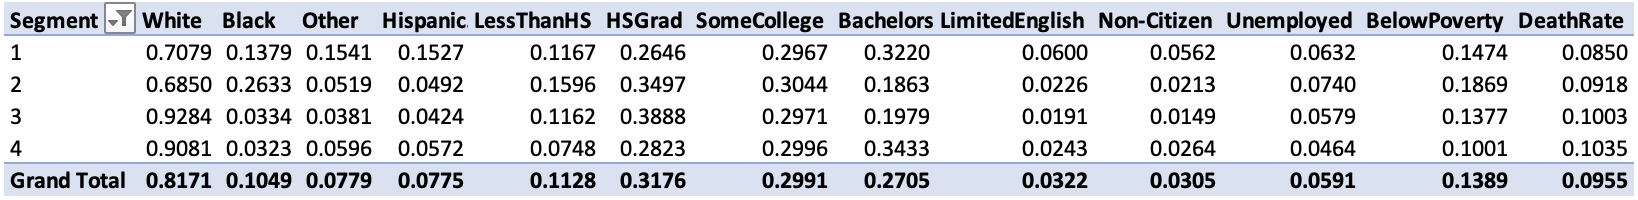 Segment White Black Other Hispanic LessThanHS HSGrad SomeCollege Bachelors LimitedEnglish Non-Citizen Unemployed BelowPoverty DeathRate
1 0.7079 0.1379 0.1541 0.1527 0.1167 0.2646 0.2967 0.3220 0.0600 0.0562 0.0632 0.1474 0.0850
2 0.6850 0.2633 0.0519 0.0492 0.1596 0.3497 0.3044 0.1863 0.0226 0.0213 0.0740 0.1869 0.0918
3 0.9284 0.0334 0.0381 0.0424 0.1162 0.3888 0.2971 0.1979 0.0191 0.0149 0.0579 0.1377 0.1003
4 0.9081 0.0323 0.0596 0.0572 0.0748 0.2823 0.2996 0.3433 0.0243 0.0264 0.0464 0.1001 0.1035
Grand Total 0.8171 0.1049 0.0779 0.0775 0.1128 0.3176 0.2991 0.2705 0.0322 0.0305 0.0591 0.1389 0.0955